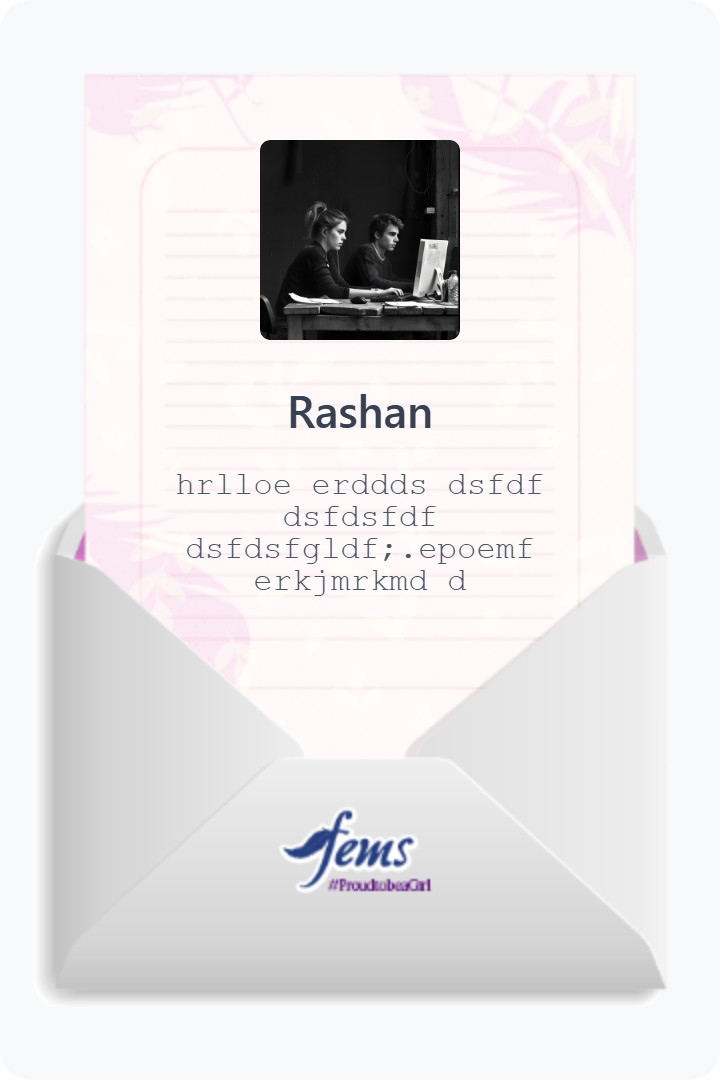 Rashan
hrlloe erddds dsfdf
dsfdsfdf
dsfdsfgldf;.epoemf
erkjmrkmd d
fems
#ProudtobeaGirl